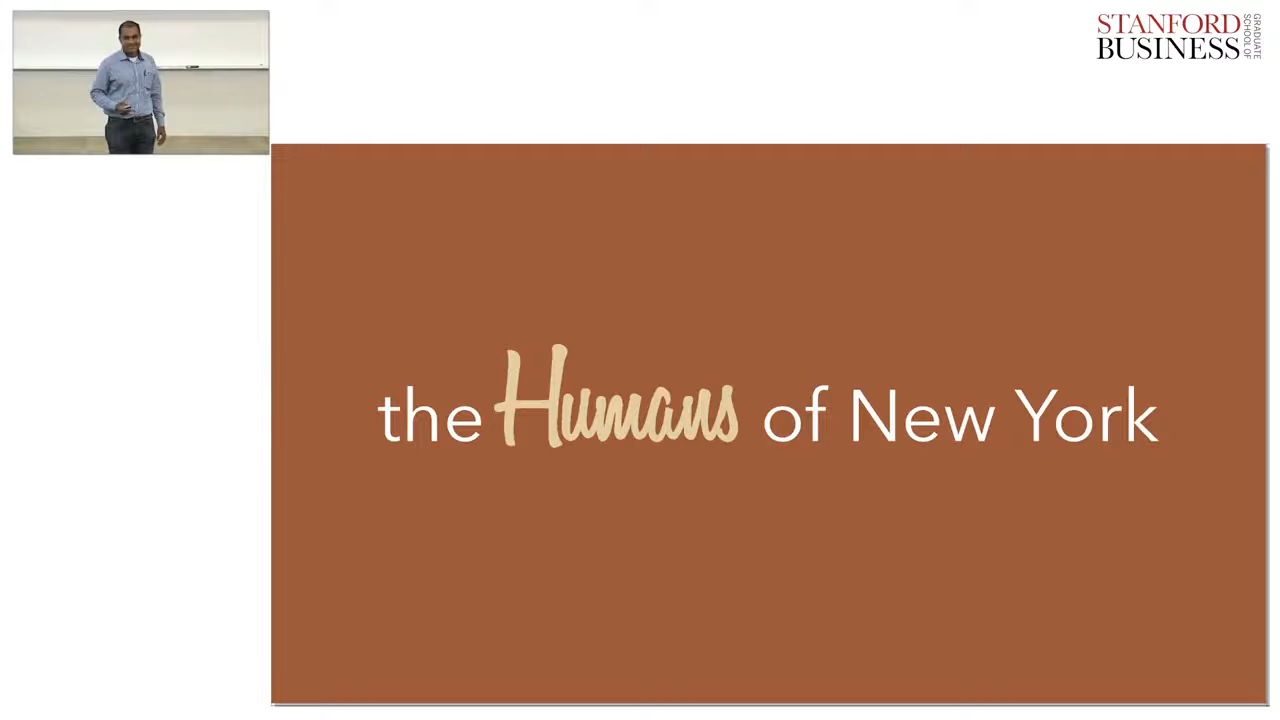 STANFORD
BUSINESS
GRADUATE
SCHOOL OF
the Humans of New York